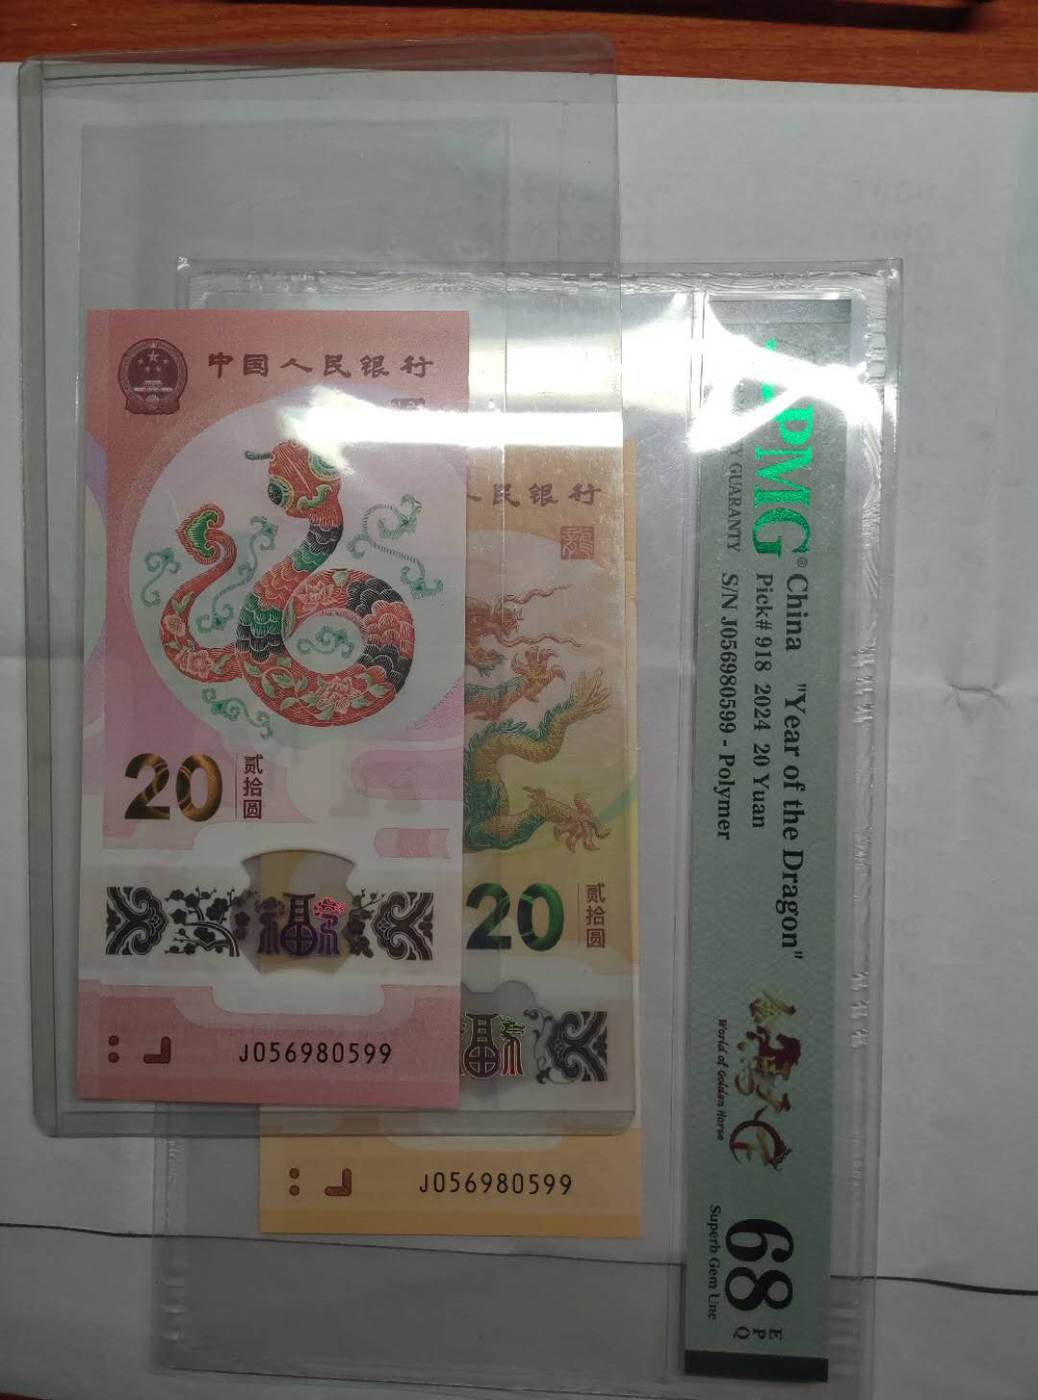 中国人民银行
20
贰拾圆
J056980599
人民银行
龍
20
贰拾圆
J056980599
PMG®
GUARANTY
China "Year of the Dragon"
Pick# 918 2024 20 Yuan
S/N J056980599 - Polymer
World of Golden Horse
68 EPQ
Superb Gem Unc